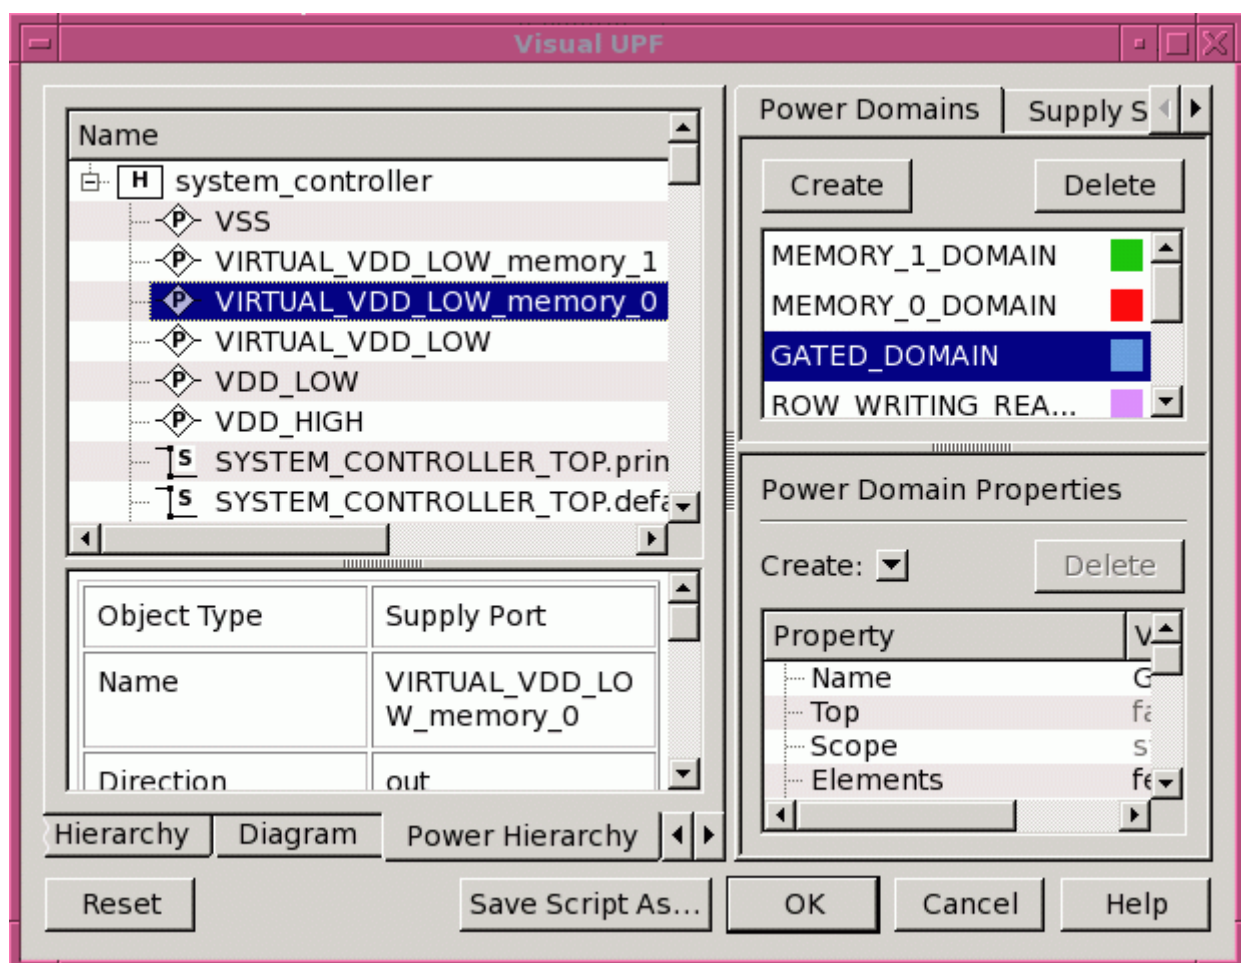 Visual UPF
Name
H system_controller
P VSS
P VIRTUAL_VDD_LOW_memory_1
P VIRTUAL_VDD_LOW_memory_0
P VIRTUAL_VDD_LOW
P VDD_LOW
P VDD_HIGH
S SYSTEM_CONTROLLER_TOP.prin
S SYSTEM_CONTROLLER_TOP.defa
Object Type Supply Port
Name VIRTUAL_VDD_LO
W_memory_0
Direction out
Hierarchy Diagram Power Hierarchy
Power Domains Supply S
Create Delete
MEMORY_1_DOMAIN
MEMORY_0_DOMAIN
GATED_DOMAIN
ROW_WRITING_REA...
Power Domain Properties
Create: Delete
Property V
Name G
Top fa
Scope s
Elements fe
Reset Save Script As... OK Cancel Help